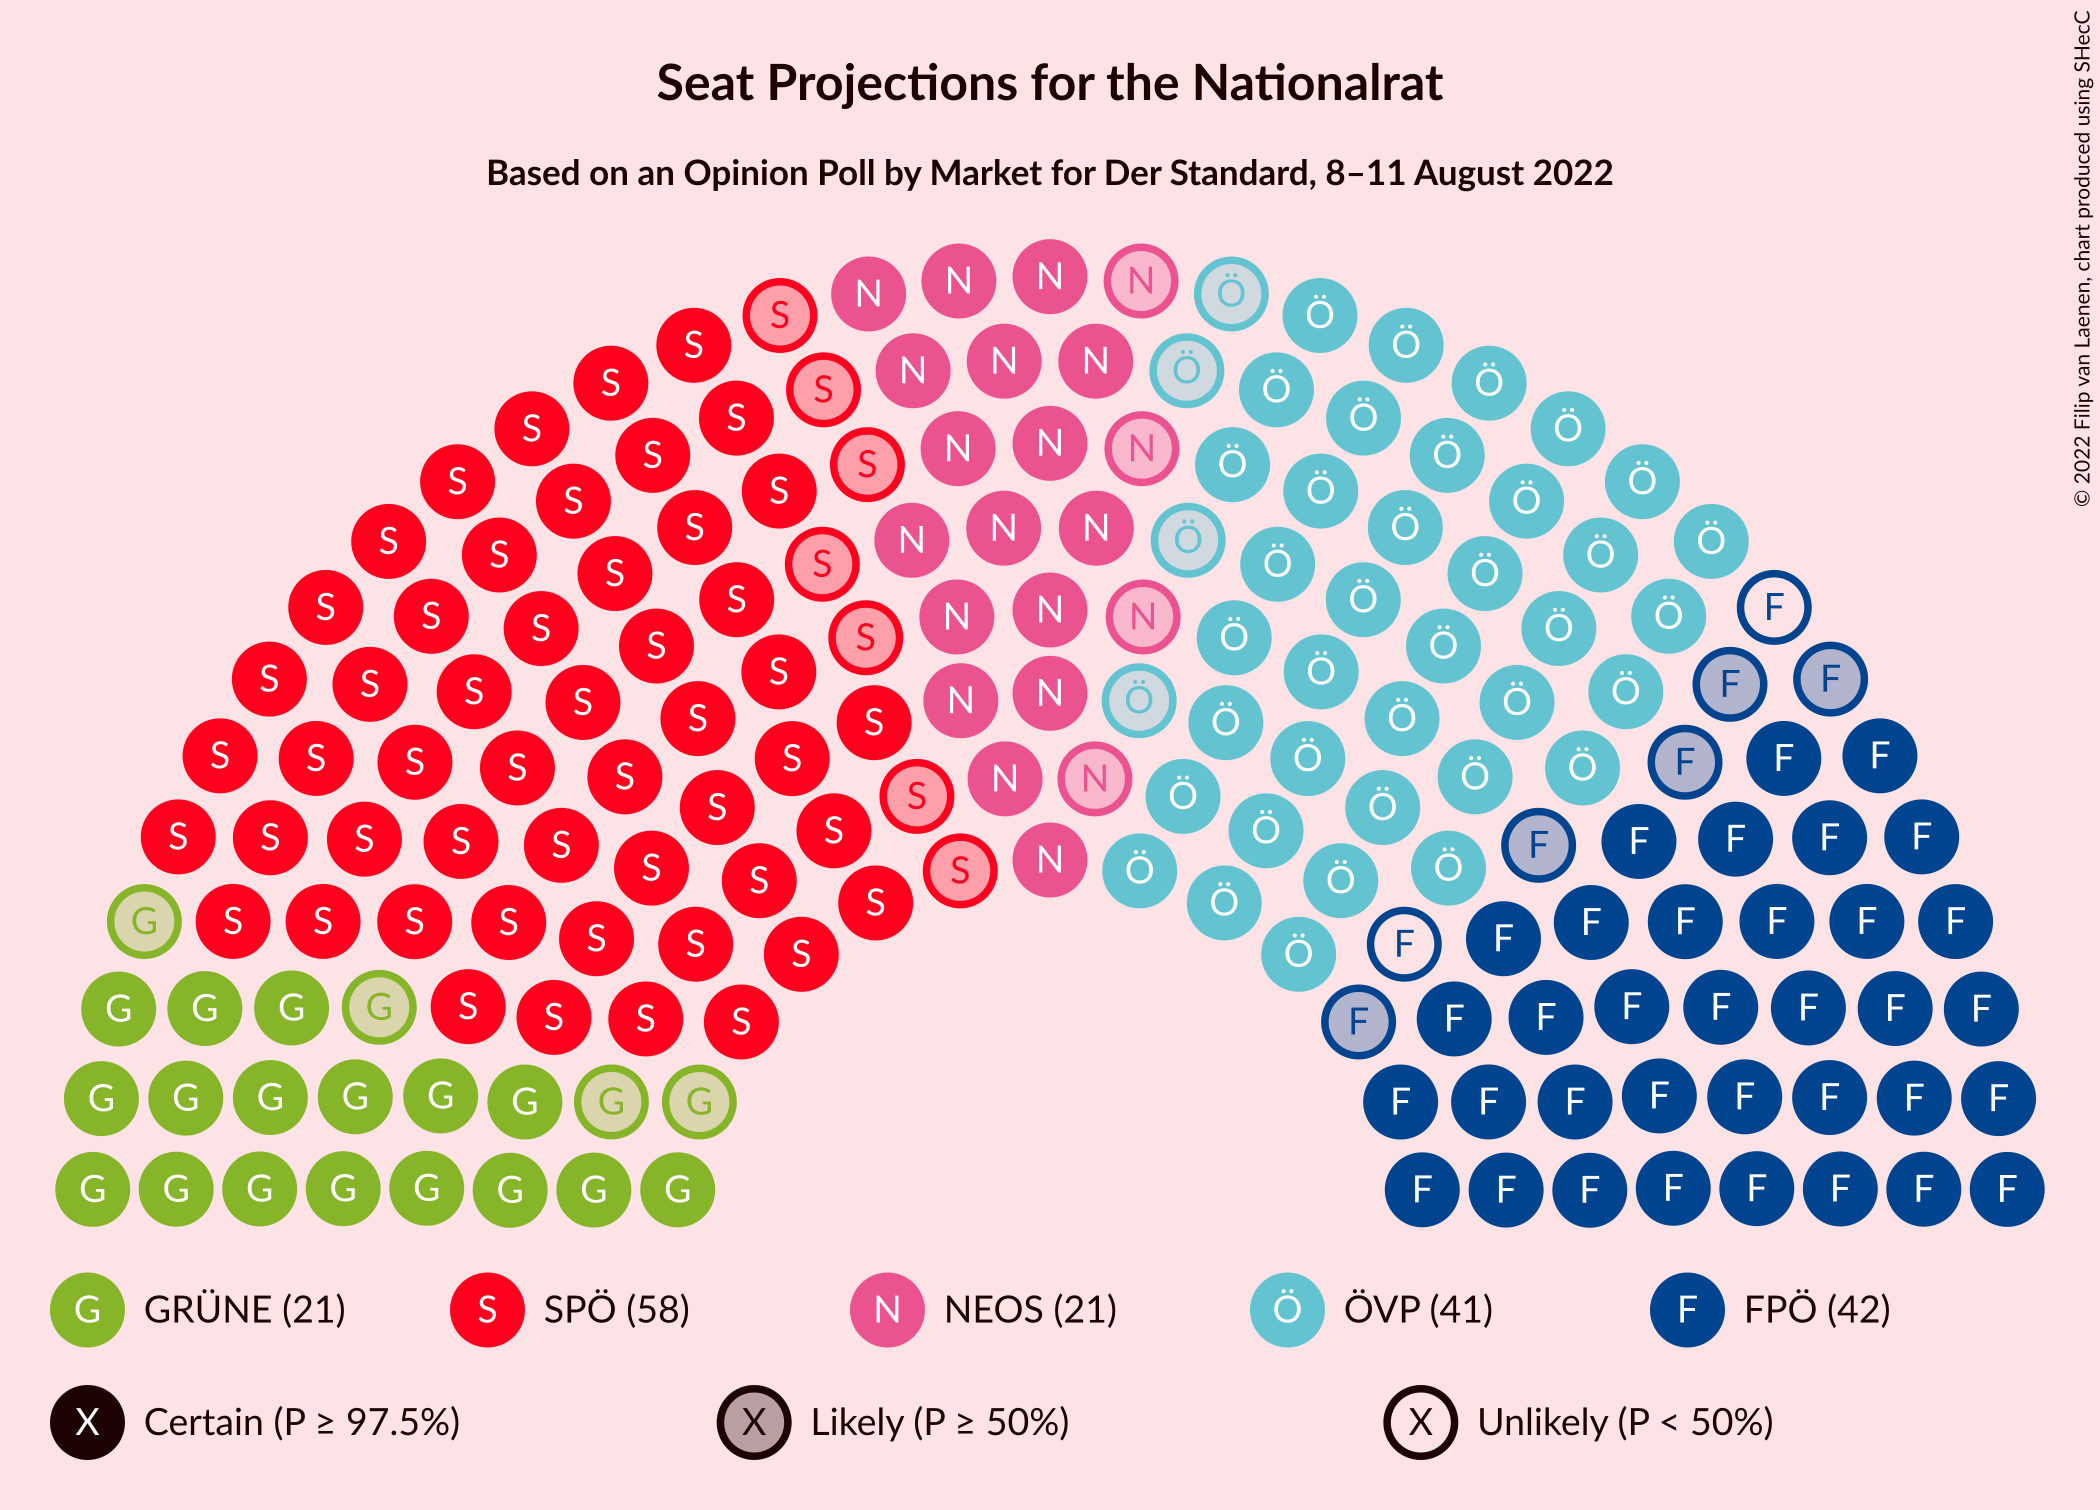 Seat Projections for the Nationalrat
Based on an Opinion Poll by Market for Der Standard, 8–11 August 2022
© 2022 Filip van Laenen, chart produced using SHecC
G GRÜNE (21) S SPÖ (58) N NEOS (21) Ö ÖVP (41) F FPÖ (42)
X Certain (P ≥ 97.5%) X Likely (P ≥ 50%) X Unlikely (P < 50%)